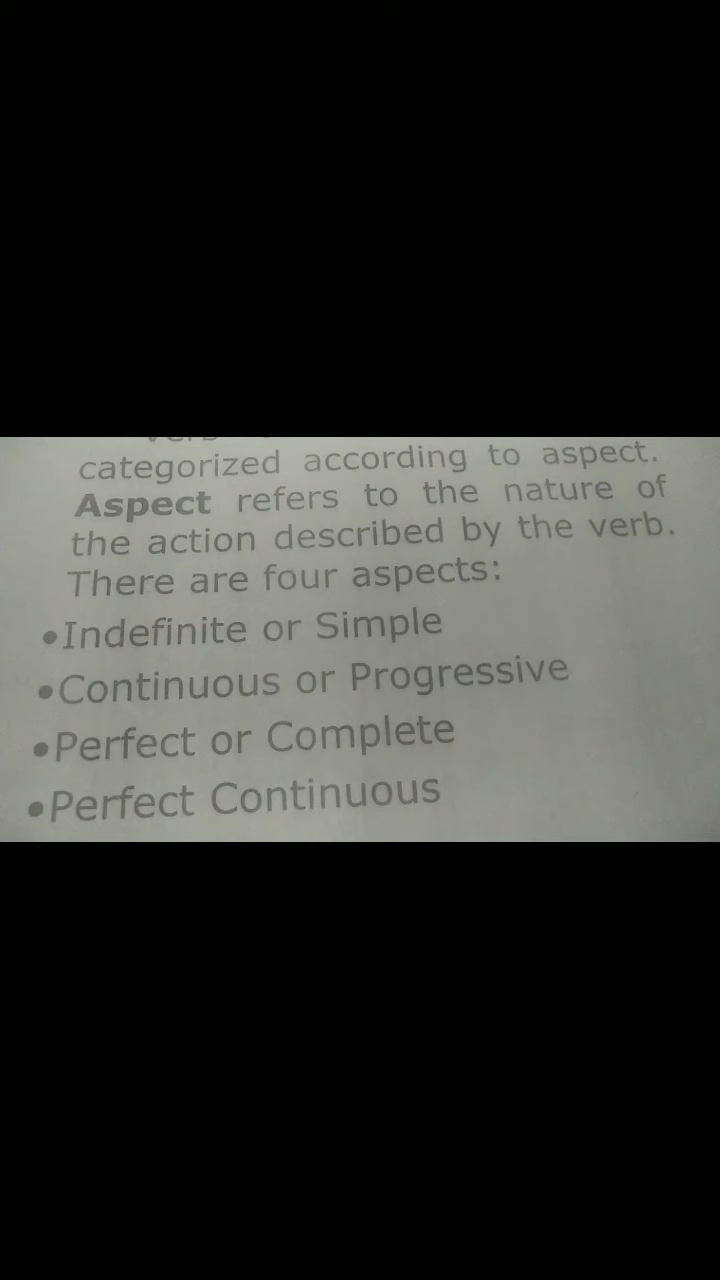 categorized according to aspect.
Aspect refers to the nature of
the action described by the verb.
There are four aspects:
•Indefinite or Simple
•Continuous or Progressive
•Perfect or Complete
•Perfect Continuous